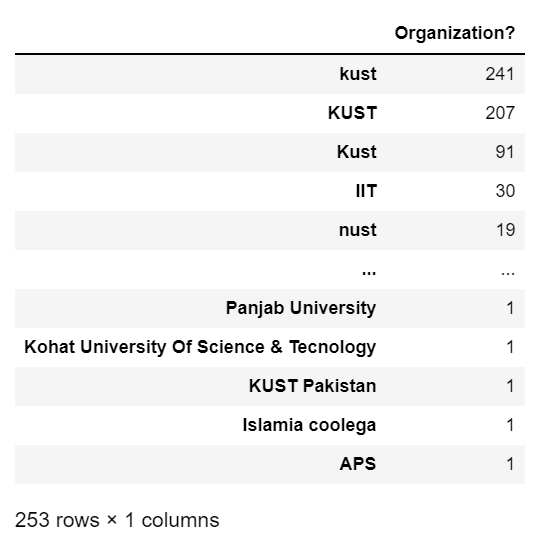 Organization?
kust 241
KUST 207
Kust 91
IIT 30
nust 19
... ...
Panjab University 1
Kohat University Of Science & Tecnology 1
KUST Pakistan 1
Islamia coolega 1
APS 1
253 rows × 1 columns